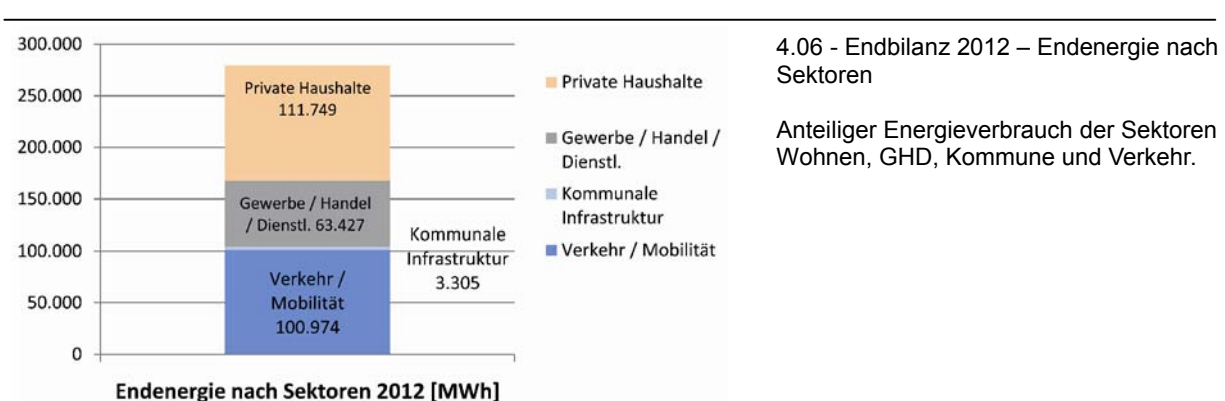 300.000
250.000
200.000
150.000
100.000
50.000
0
Private Haushalte
111.749
Gewerbe / Handel
/ Dienstl. 63.427
Kommunale
Infrastruktur
3.305
Verkehr /
Mobilität
100.974
Endenergie nach Sektoren 2012 [MWh]
Private Haushalte
Gewerbe / Handel /
Dienstl.
Kommunale
Infrastruktur
Verkehr / Mobilität
4.06 - Endbilanz 2012 – Endenergie nach
Sektoren
Anteiliger Energieverbrauch der Sektoren
Wohnen, GHD, Kommune und Verkehr.